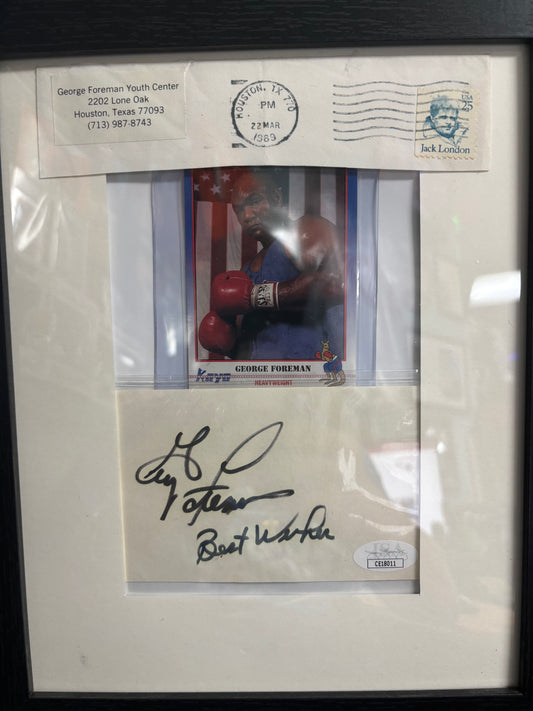 George Foreman Youth Center
2202 Lone Oak
Houston, Texas 77093
(713) 987-8743
HOUSTON, TX 770
PM
22 MAR
1989
USA
25
Jack London
GEORGE FOREMAN
Kayo
HEAVYWEIGHT
George Foreman
Best Wishes
CE18011